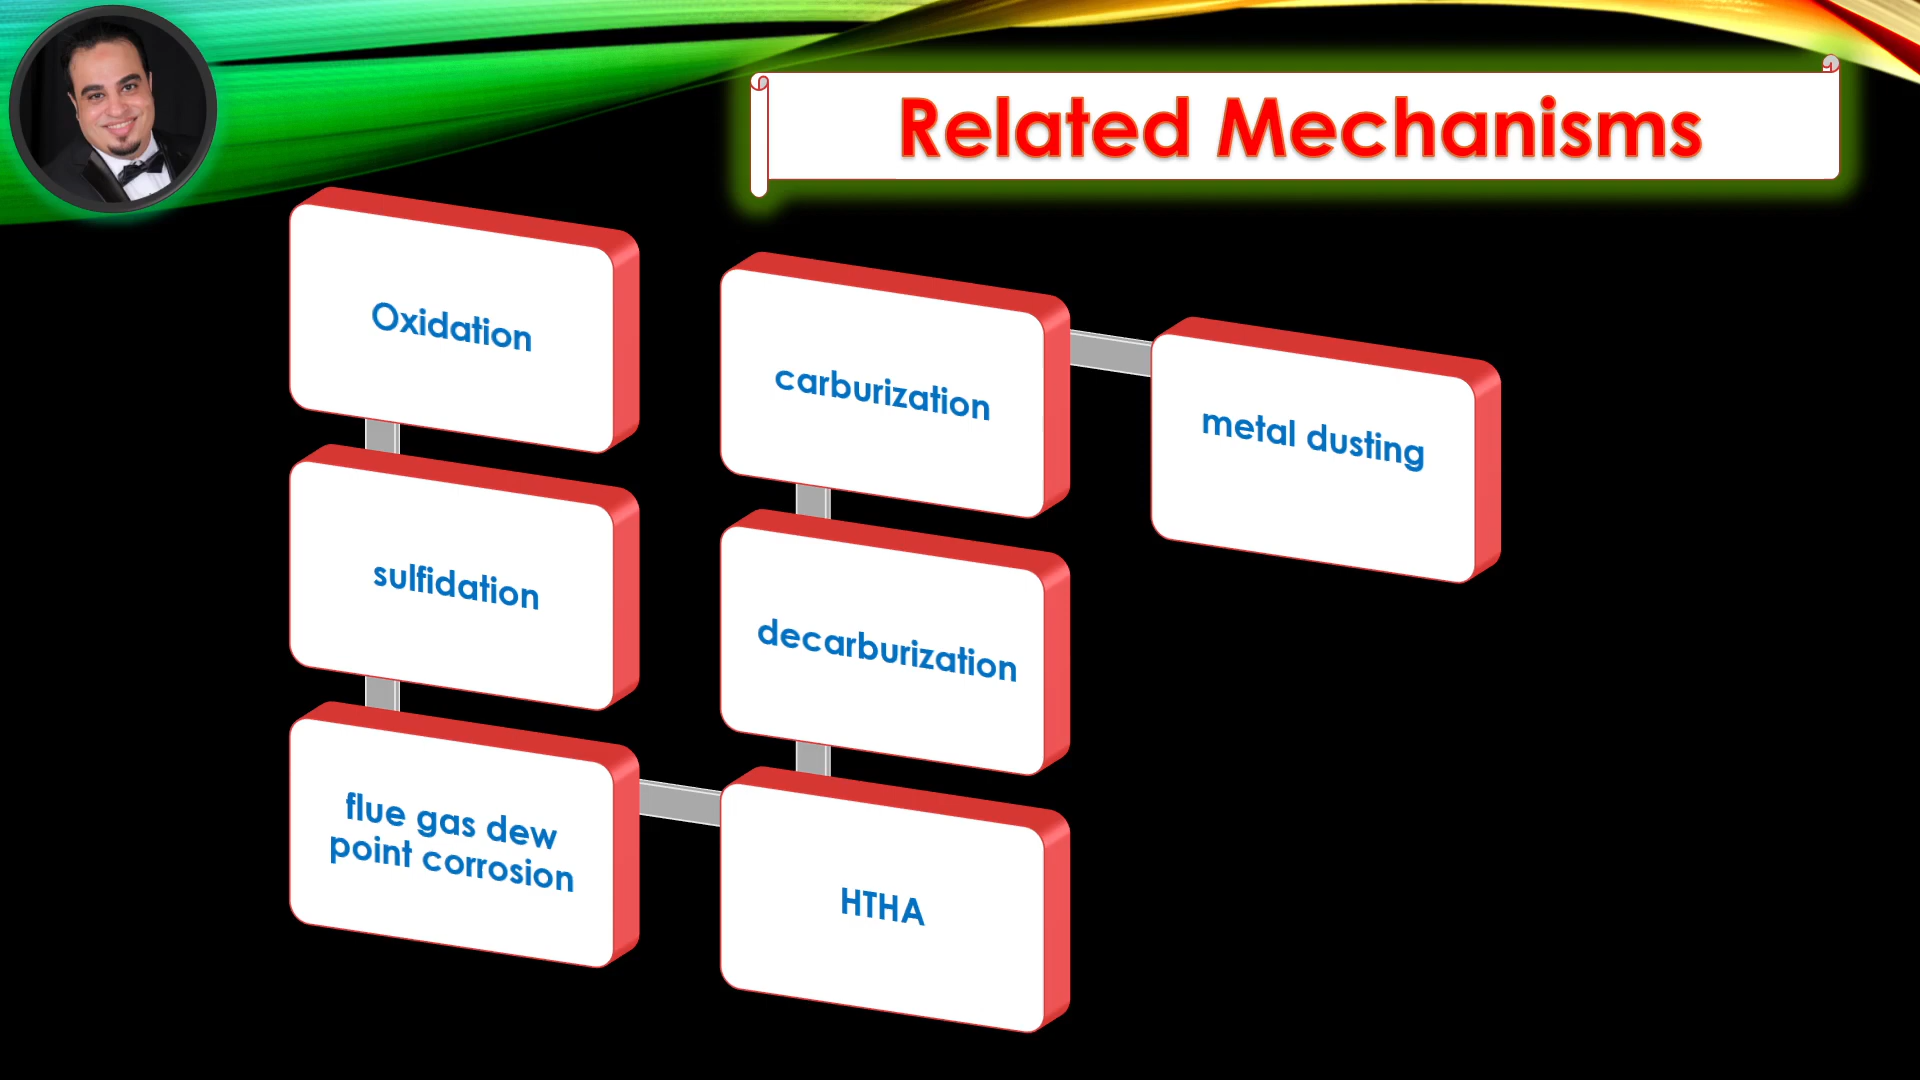 Related Mechanisms
Oxidation
sulfidation
flue gas dew
point corrosion
HTHA
decarburization
carburization
metal dusting